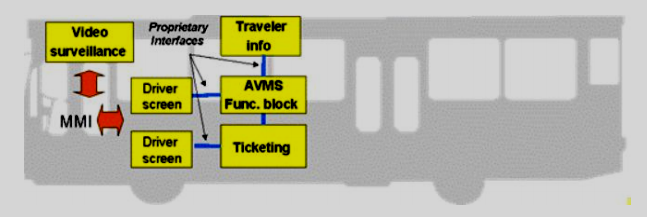 Video
surveillance
Proprietary
Interfaces
Traveler
info
Driver
screen
AVMS
Func. block
MMI
Driver
screen
Ticketing